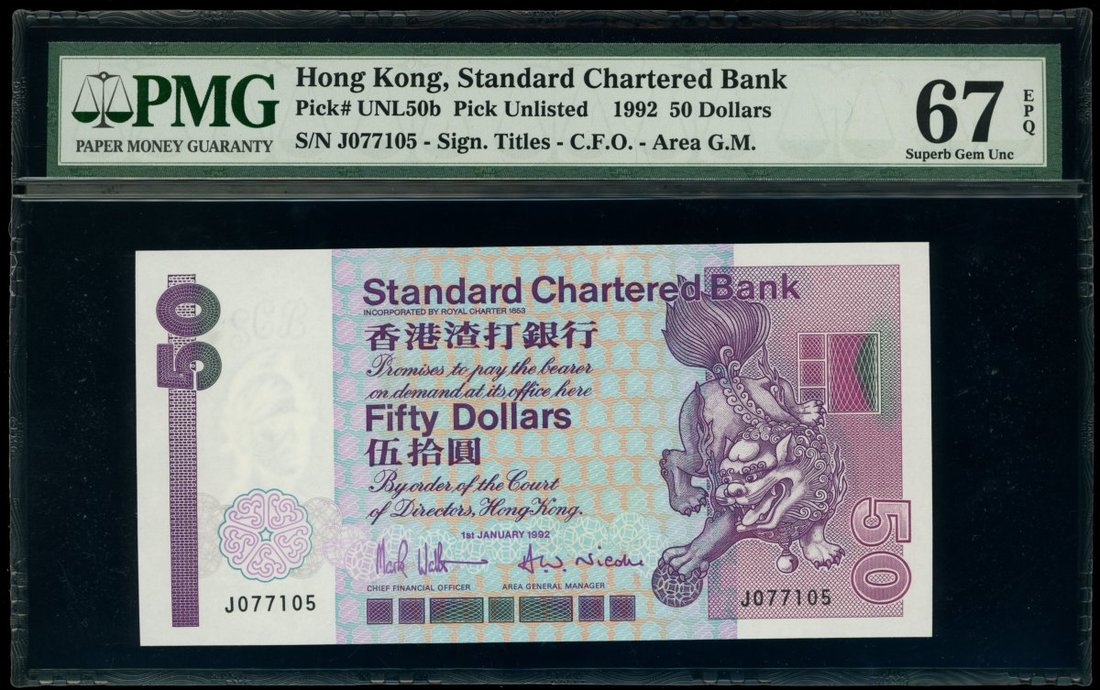 PMG
PAPER MONEY GUARANTY
Hong Kong, Standard Chartered Bank
Pick# UNL50b Pick Unlisted 1992 50 Dollars
S/N J077105 - Sign. Titles - C.F.O. - Area G.M.
67
EPQ
Superb Gem Unc
50
Standard Chartered Bank
INCORPORATED BY ROYAL CHARTER 1853
香港渣打銀行
Promises to pay the bearer
on demand at its office here
Fifty Dollars
伍拾圓
By order of the Court
of Directors, Hong Kong.
1st JANUARY 1992
Mark Walker A.W. Nicolle
CHIEF FINANCIAL OFFICER AREA GENERAL MANAGER
J077105
J077105
50